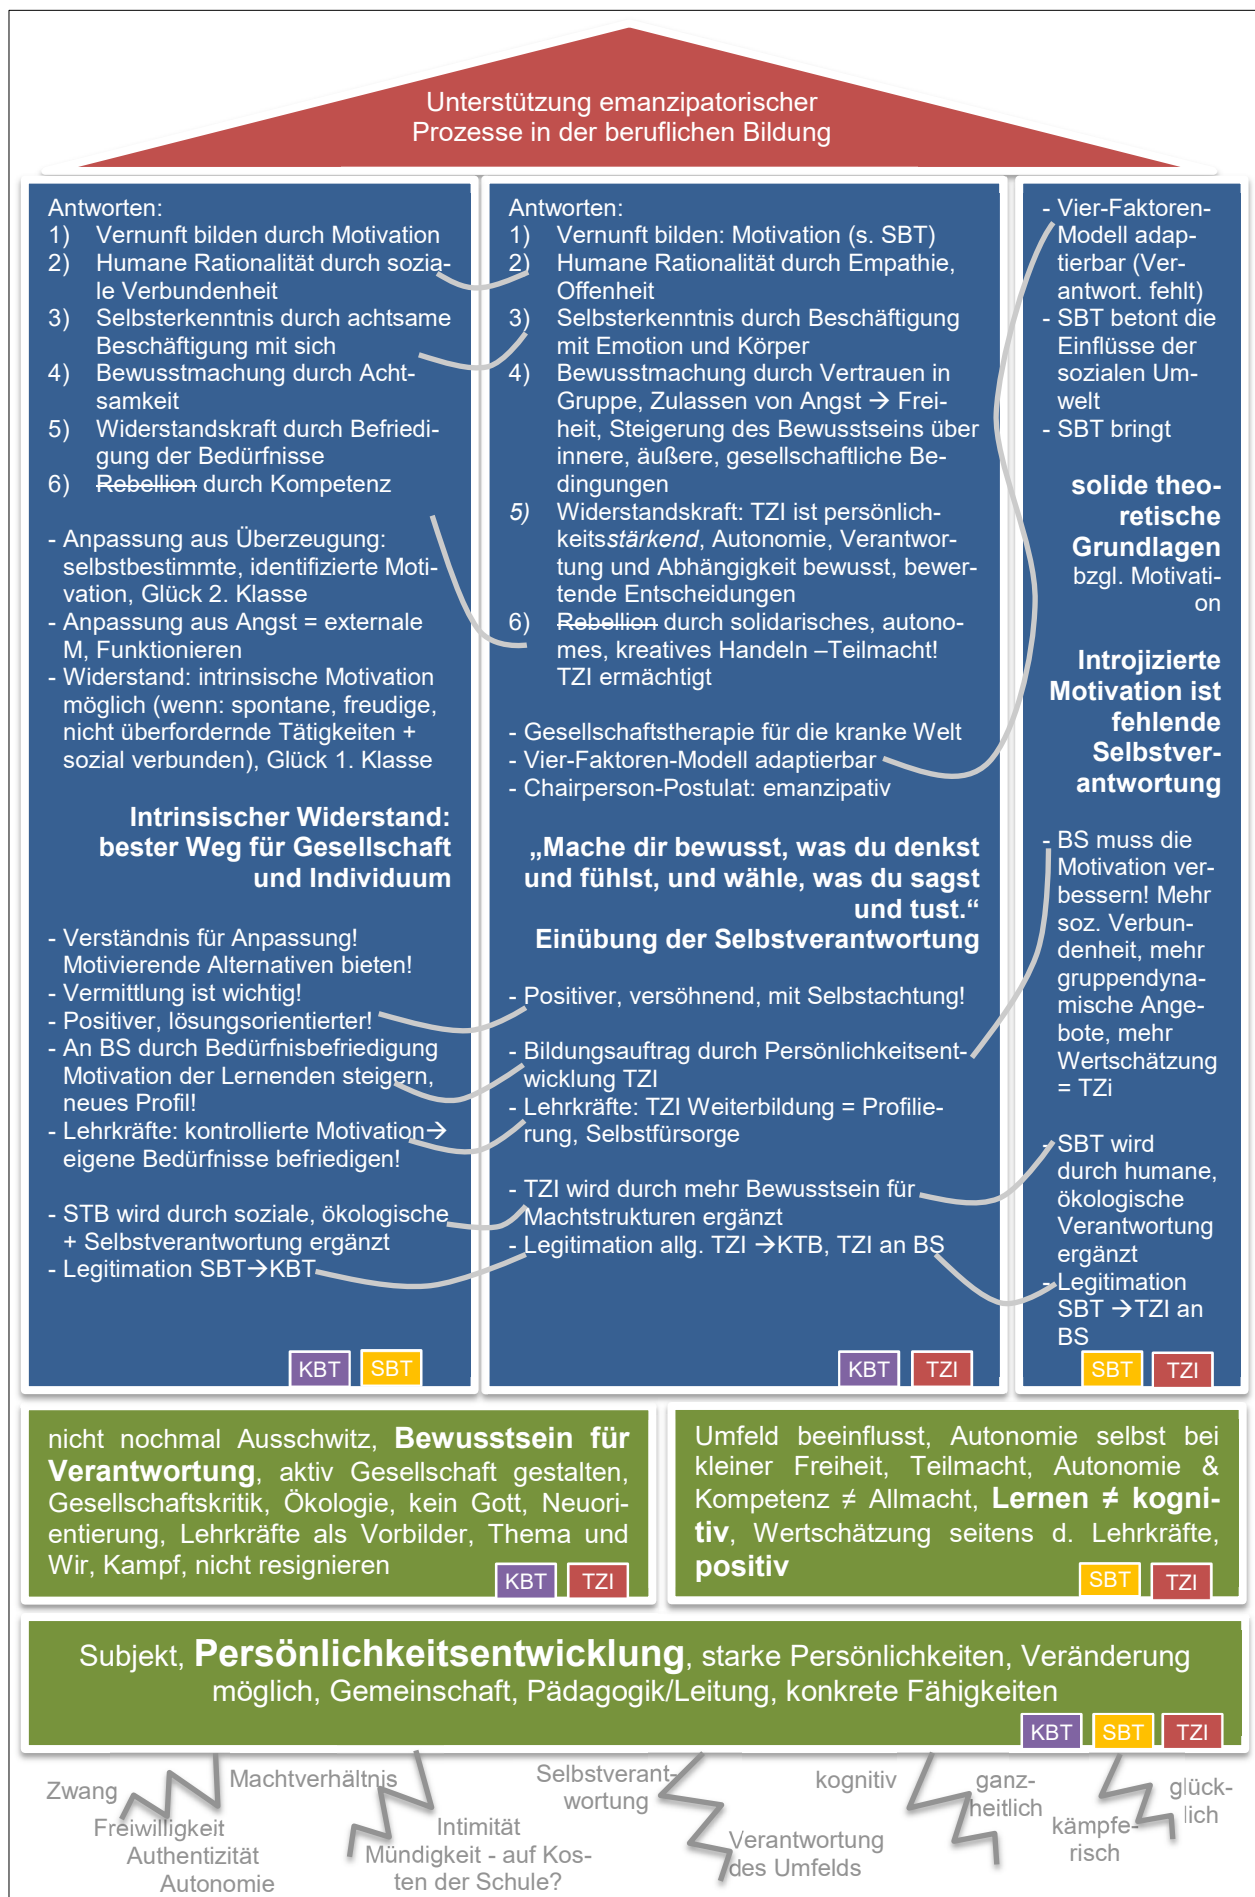 Unterstützung emanzipatorischer
Prozesse in der beruflichen Bildung
Antworten:
1) Vernunft bilden durch Motivation
2) Humane Rationalität durch sozia-
le Verbundenheit
3) Selbsterkenntnis durch achtsame
Beschäftigung mit sich
4) Bewusstmachung durch Acht-
samkeit
5) Widerstandskraft durch Befriedi-
gung der Bedürfnisse
6) Rebellion durch Kompetenz
- Anpassung aus Überzeugung:
selbstbestimmte, identifizierte Moti-
vation, Glück 2. Klasse
- Anpassung aus Angst = externale
M, Funktionieren
- Widerstand: intrinsische Motivation
möglich (wenn: spontane, freudige,
nicht überfordernde Tätigkeiten +
sozial verbunden), Glück 1. Klasse
Intrinsischer Widerstand:
bester Weg für Gesellschaft
und Individuum
- Verständnis für Anpassung!
Motivierende Alternativen bieten!
- Vermittlung ist wichtig!
- Positiver, lösungsorientierter!
- An BS durch Bedürfnisbefriedigung
Motivation der Lernenden steigern,
neues Profil!
- Lehrkräfte: kontrollierte Motivation→
eigene Bedürfnisse befriedigen!
- STB wird durch soziale, ökologische
+ Selbstverantwortung ergänzt
- Legitimation SBT→KBT
KBT SBT
Antworten:
1) Vernunft bilden: Motivation (s. SBT)
2) Humane Rationalität durch Empathie,
Offenheit
3) Selbsterkenntnis durch Beschäftigung
mit Emotion und Körper
4) Bewusstmachung durch Vertrauen in
Gruppe, Zulassen von Angst → Frei-
heit, Steigerung des Bewusstseins über
innere, äußere, gesellschaftliche Be-
dingungen
5) Widerstandskraft: TZI ist persönlich-
keitsstärkend, Autonomie, Verantwor-
tung und Abhängigkeit bewusst, bewer-
tende Entscheidungen
6) Rebellion durch solidarisches, autono-
mes, kreatives Handeln –Teilmacht!
TZI ermächtigt
- Gesellschaftstherapie für die kranke Welt
- Vier-Faktoren-Modell adaptierbar
- Chairperson-Postulat: emanzipativ
„Mache dir bewusst, was du denkst
und fühlst, und wähle, was du sagst
und tust.“
Einübung der Selbstverantwortung
- Positiver, versöhnend, mit Selbstachtung!
- Bildungsauftrag durch Persönlichkeitsent-
wicklung TZI
- Lehrkräfte: TZI Weiterbildung = Profilie-
rung, Selbstfürsorge
- TZI wird durch mehr Bewusstsein für
Machtstrukturen ergänzt
- Legitimation allg. TZI →KTB, TZI an BS
KBT TZI
- Vier-Faktoren-
Modell adap-
tierbar (Ver-
antwort. fehlt)
- SBT betont die
Einflüsse der
sozialen Um-
welt
- SBT bringt
solide theo-
retische
Grundlagen
bzgl. Motivati-
on
Introjizierte
Motivation ist
fehlende
Selbstver-
antwortung
- BS muss die
Motivation ver-
bessern! Mehr
soz. Verbun-
denheit, mehr
gruppendyna-
mische Ange-
bote, mehr
Wertschätzung
= TZi
- SBT wird
durch humane,
ökologische
Verantwortung
ergänzt
- Legitimation
SBT →TZI an
BS
SBT TZI
nicht nochmal Ausschwitz, Bewusstsein für
Verantwortung, aktiv Gesellschaft gestalten,
Gesellschaftskritik, Ökologie, kein Gott, Neuori-
entierung, Lehrkräfte als Vorbilder, Thema und
Wir, Kampf, nicht resignieren
KBT TZI
Umfeld beeinflusst, Autonomie selbst bei
kleiner Freiheit, Teilmacht, Autonomie &
Kompetenz ≠ Allmacht, Lernen ≠ kogni-
tiv, Wertschätzung seitens d. Lehrkräfte,
positiv
SBT TZI
Subjekt, Persönlichkeitsentwicklung, starke Persönlichkeiten, Veränderung
möglich, Gemeinschaft, Pädagogik/Leitung, konkrete Fähigkeiten
KBT SBT TZI
Zwang
Freiwilligkeit
Authentizität
Autonomie
Machtverhältnis
Intimität
Mündigkeit - auf Kos-
ten der Schule?
Selbstverant-
wortung
Verantwortung
des Umfelds
kognitiv
ganz-
heitlich
kämpfe-
risch
glück-
lich